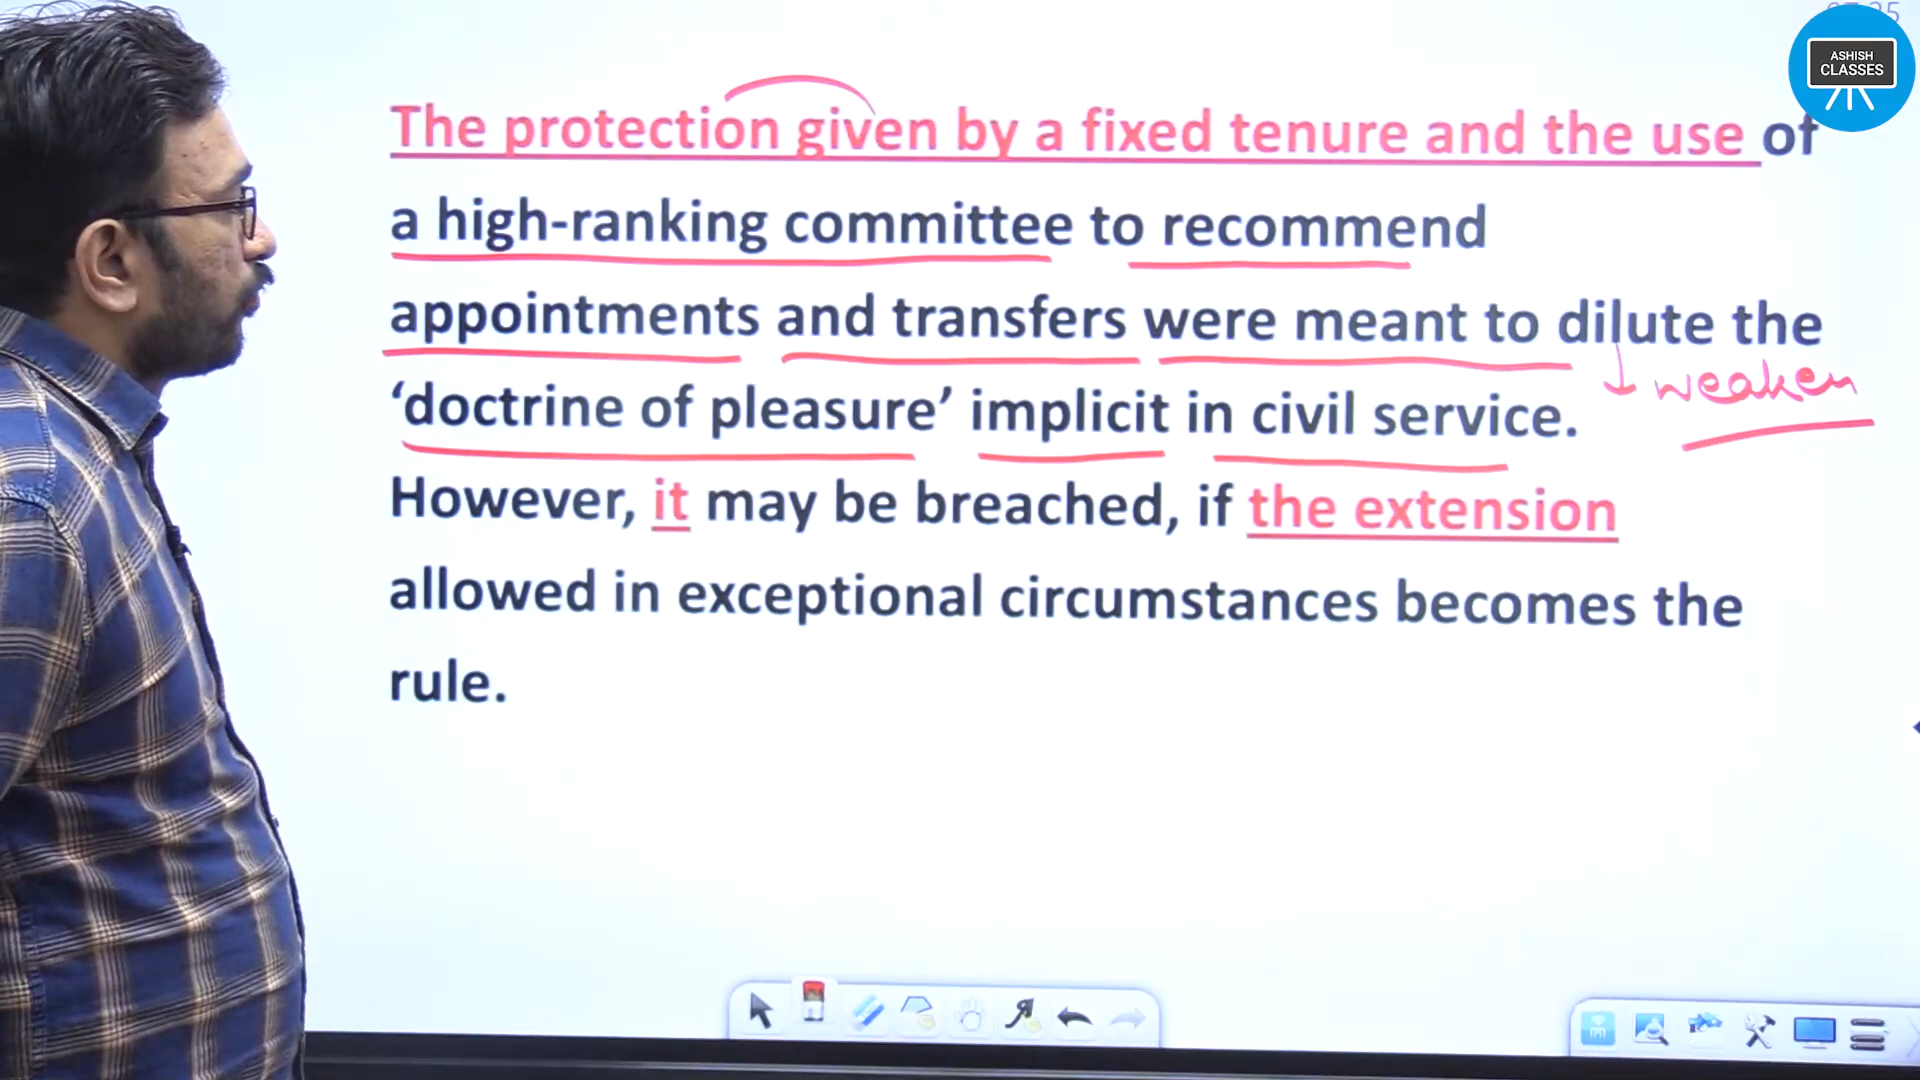 ASHISH
CLASSES
The protection given by a fixed tenure and the use of
a high-ranking committee to recommend
appointments and transfers were meant to dilute the
weaken
‘doctrine of pleasure’ implicit in civil service.
However, it may be breached, if the extension
allowed in exceptional circumstances becomes the
rule.